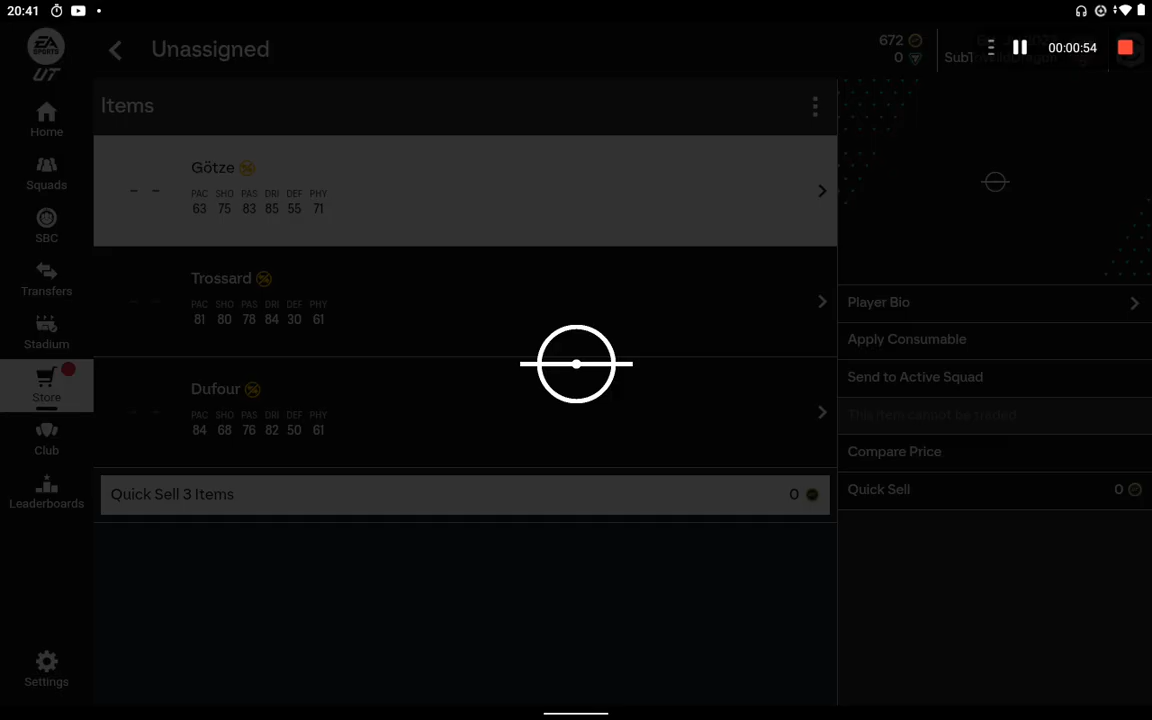 20:41
EA
SPORTS
UT
Unassigned
672
0
00:00:54
Home
Squads
SBC
Transfers
Stadium
Store
Club
Leaderboards
Settings
Items
Götze
PAC SHO PAS DRI DEF PHY
63 75 83 85 55 71
Trossard
PAC SHO PAS DRI DEF PHY
81 80 78 84 30 61
Dufour
PAC SHO PAS DRI DEF PHY
84 68 76 82 50 61
Quick Sell 3 Items 0
Player Bio
Apply Consumable
Send to Active Squad
This item cannot be traded
Compare Price
Quick Sell 0